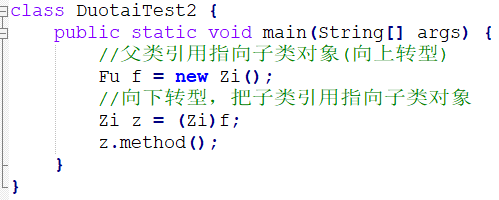 class DuotaiTest2 {
    public static void main(String[] args) {
        //父类引用指向子类对象(向上转型)
        Fu f = new Zi();
        //向下转型，把子类引用指向子类对象
        Zi z = (Zi)f;
        z.method();
    }
}